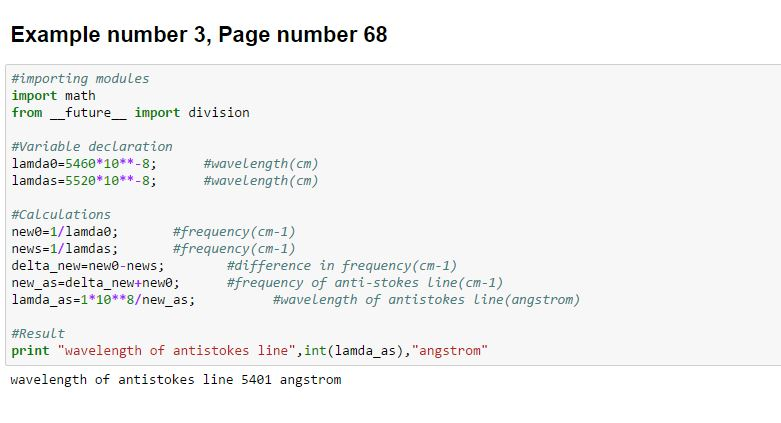 Example number 3, Page number 68
#importing modules
import math
from __future__ import division
#Variable declaration
lamda0=5460*10**-8;      #wavelength(cm)
lamdas=5520*10**-8;      #wavelength(cm)
#Calculations
new0=1/lamda0;       #frequency(cm-1)
news=1/lamdas;       #frequency(cm-1)
delta_new=new0-news;        #difference in frequency(cm-1)
new_as=delta_new+new0;      #frequency of anti-stokes line(cm-1)
lamda_as=1*10**8/new_as;          #wavelength of antistokes line(angstrom)
#Result
print "wavelength of antistokes line",int(lamda_as),"angstrom"
wavelength of antistokes line 5401 angstrom